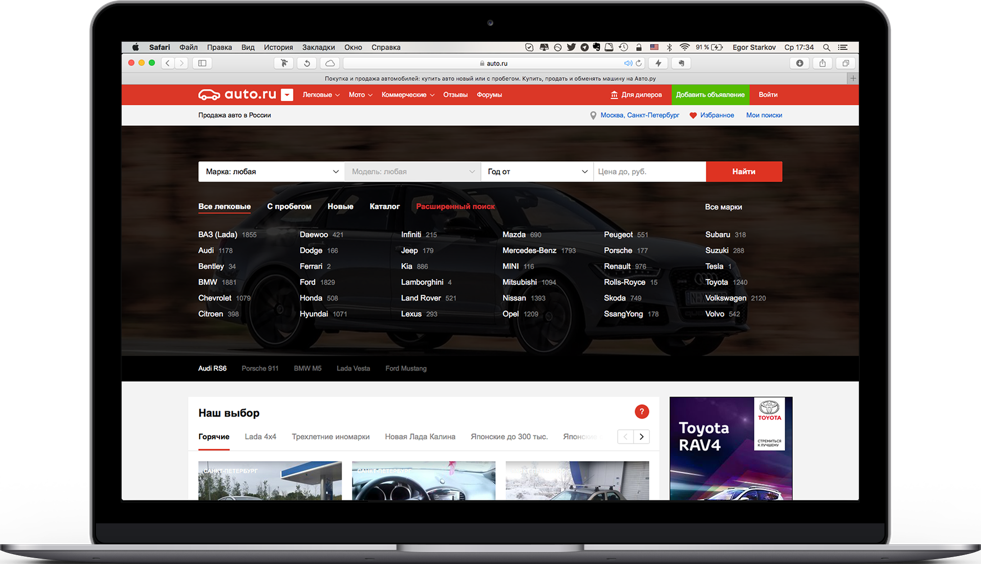 Safari Файл Правка Вид История Закладки Окно Справка 91 % Egor Starkov Ср 17:34
auto.ru
Покупка и продажа автомобилей: купить авто новый или с пробегом. Купить, продать и обменять машину на Авто.ру
auto.ru Легковые Мото Коммерческие Отзывы Форумы Для дилеров Добавить объявление Войти
Продажа авто в России Москва, Санкт-Петербург Избранное Мои поиски
Марка: любая Модель: любая Год от Цена до, руб. Найти
Все легковые С пробегом Новые Каталог Расширенный поиск Все марки
ВАЗ (Lada) 1855 Daewoo 421 Infiniti 215 Mazda 690 Peugeot 551 Subaru 318
Audi 1178 Dodge 166 Jeep 179 Mercedes-Benz 1793 Porsche 177 Suzuki 288
Bentley 34 Ferrari 2 Kia 886 MINI 116 Renault 976 Tesla 1
BMW 1881 Ford 1829 Lamborghini 4 Mitsubishi 1094 Rolls-Royce 15 Toyota 1240
Chevrolet 1079 Honda 508 Land Rover 521 Nissan 1393 Skoda 749 Volkswagen 2120
Citroen 398 Hyundai 1071 Lexus 293 Opel 1209 SsangYong 178 Volvo 542
Audi RS6 Porsche 911 BMW M5 Lada Vesta Ford Mustang
Наш выбор ?
Горячие Lada 4x4 Трехлетние иномарки Новая Лада Калина Японские до 300 тыс. Японс
Toyota
RAV4
TOYOTA
СТРЕМИТЬСЯ
К ЛУЧШЕМУ
САНКТ-ПЕТЕРБУРГ